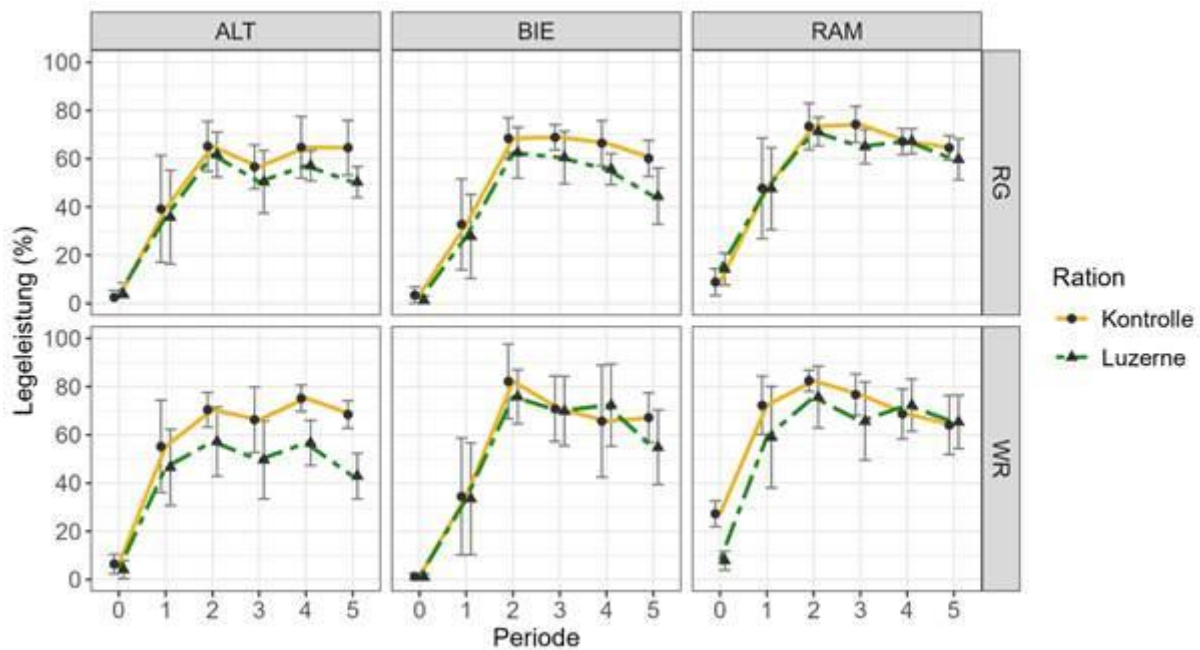 ALT BIE RAM
100
80
60
40
20
0
RG
100
80
60
40
20
0
WR
Legeleistung (%)
0 1 2 3 4 5 0 1 2 3 4 5 0 1 2 3 4 5
Periode
Ration
Kontrolle
Luzerne